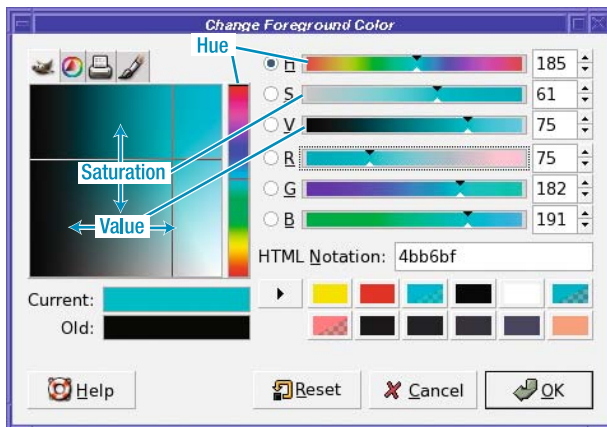 Change Foreground Color
Hue
H 185
S 61
V 75
R 75
G 182
B 191
Saturation
Value
HTML Notation: 4bb6bf
Current:
Old:
Help
Reset
Cancel
OK